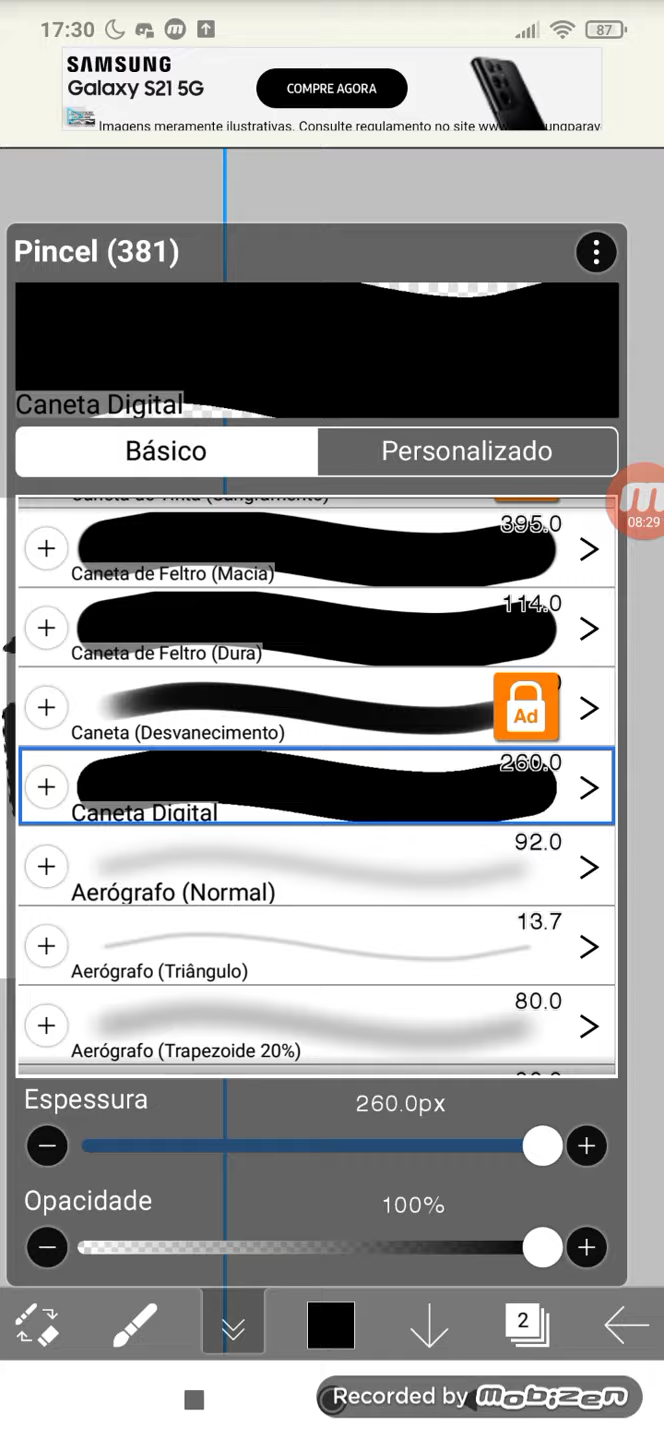 17:30
87
SAMSUNG
Galaxy S21 5G
COMPRE AGORA
Imagens meramente ilustrativas. Consulte regulamento no site
Pincel (381)
Caneta Digital
Básico
Personalizado
08:29
395.0
Caneta de Feltro (Macia)
114.0
Caneta de Feltro (Dura)
Ad
Caneta (Desvanecimento)
260.0
Caneta Digital
92.0
Aerógrafo (Normal)
13.7
Aerógrafo (Triângulo)
80.0
Aerógrafo (Trapezoide 20%)
Espessura
260.0px
Opacidade
100%
2
Recorded by mobizen